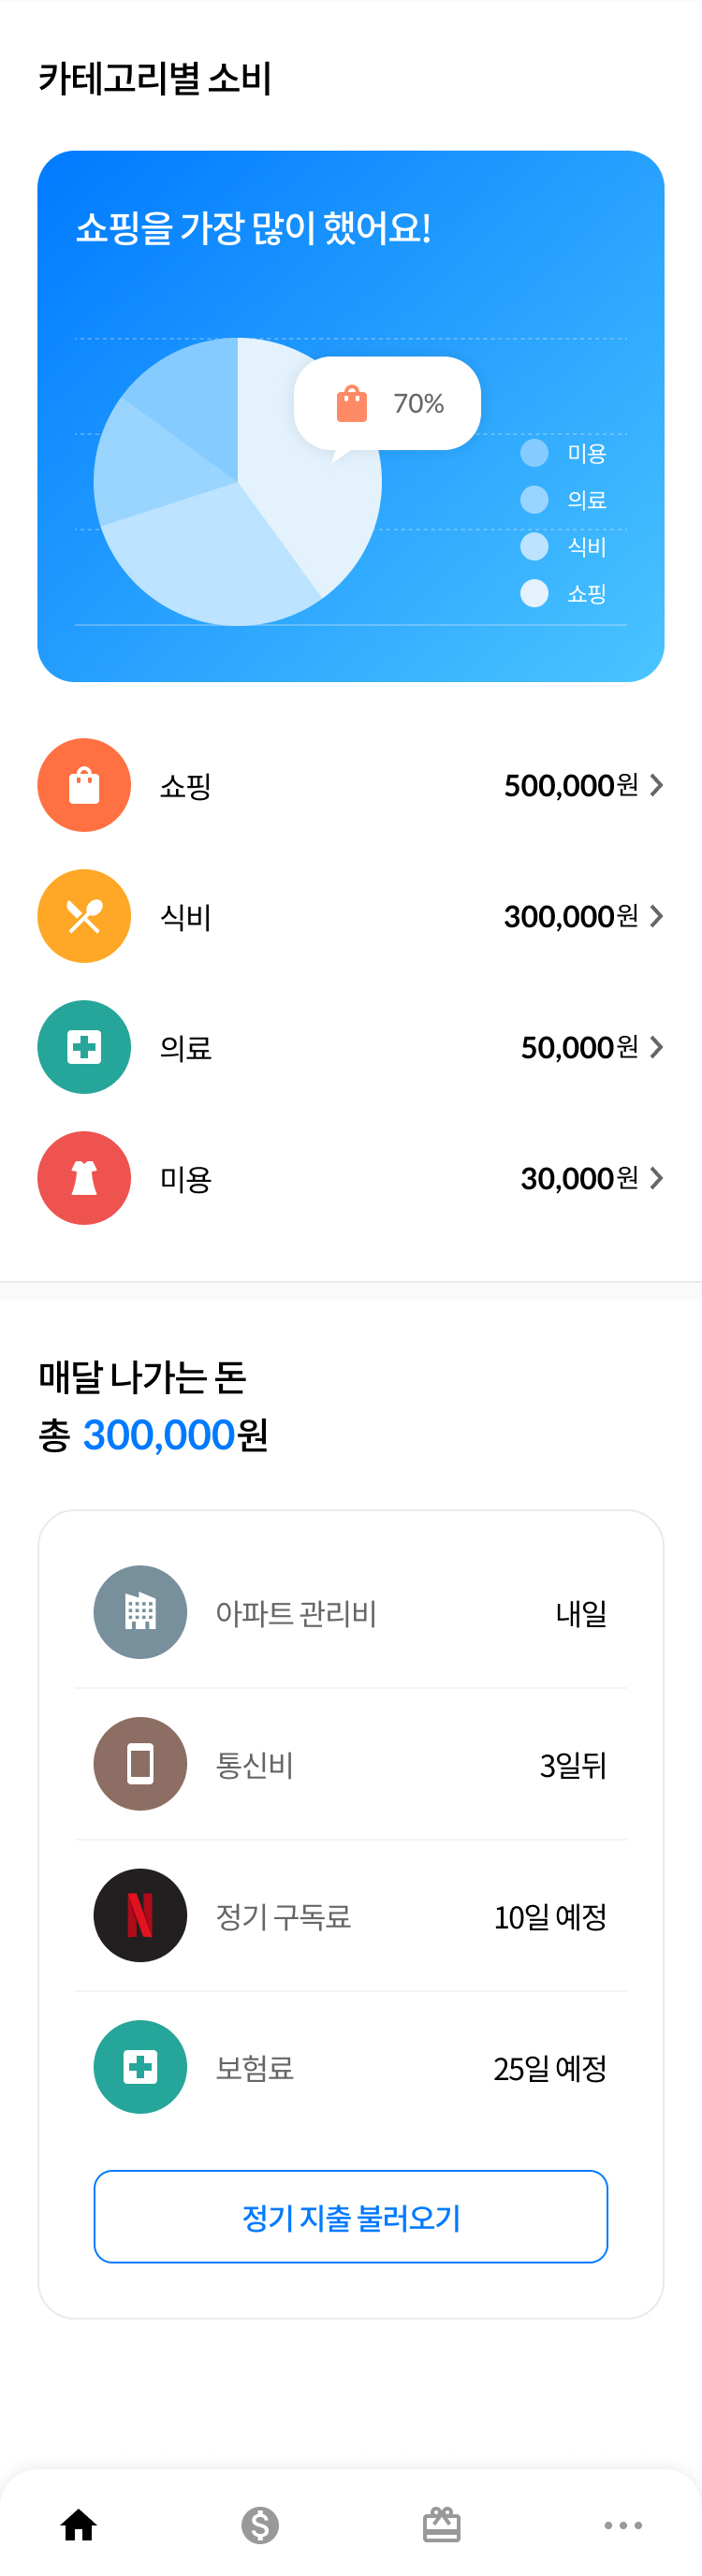 카테고리별 소비
쇼핑을 가장 많이 했어요!
70%
미용
의료
식비
쇼핑
쇼핑 500,000원
식비 300,000원
의료 50,000원
미용 30,000원
매달 나가는 돈
총 300,000원
아파트 관리비 내일
통신비 3일뒤
N 정기 구독료 10일 예정
보험료 25일 예정
정기 지출 불러오기